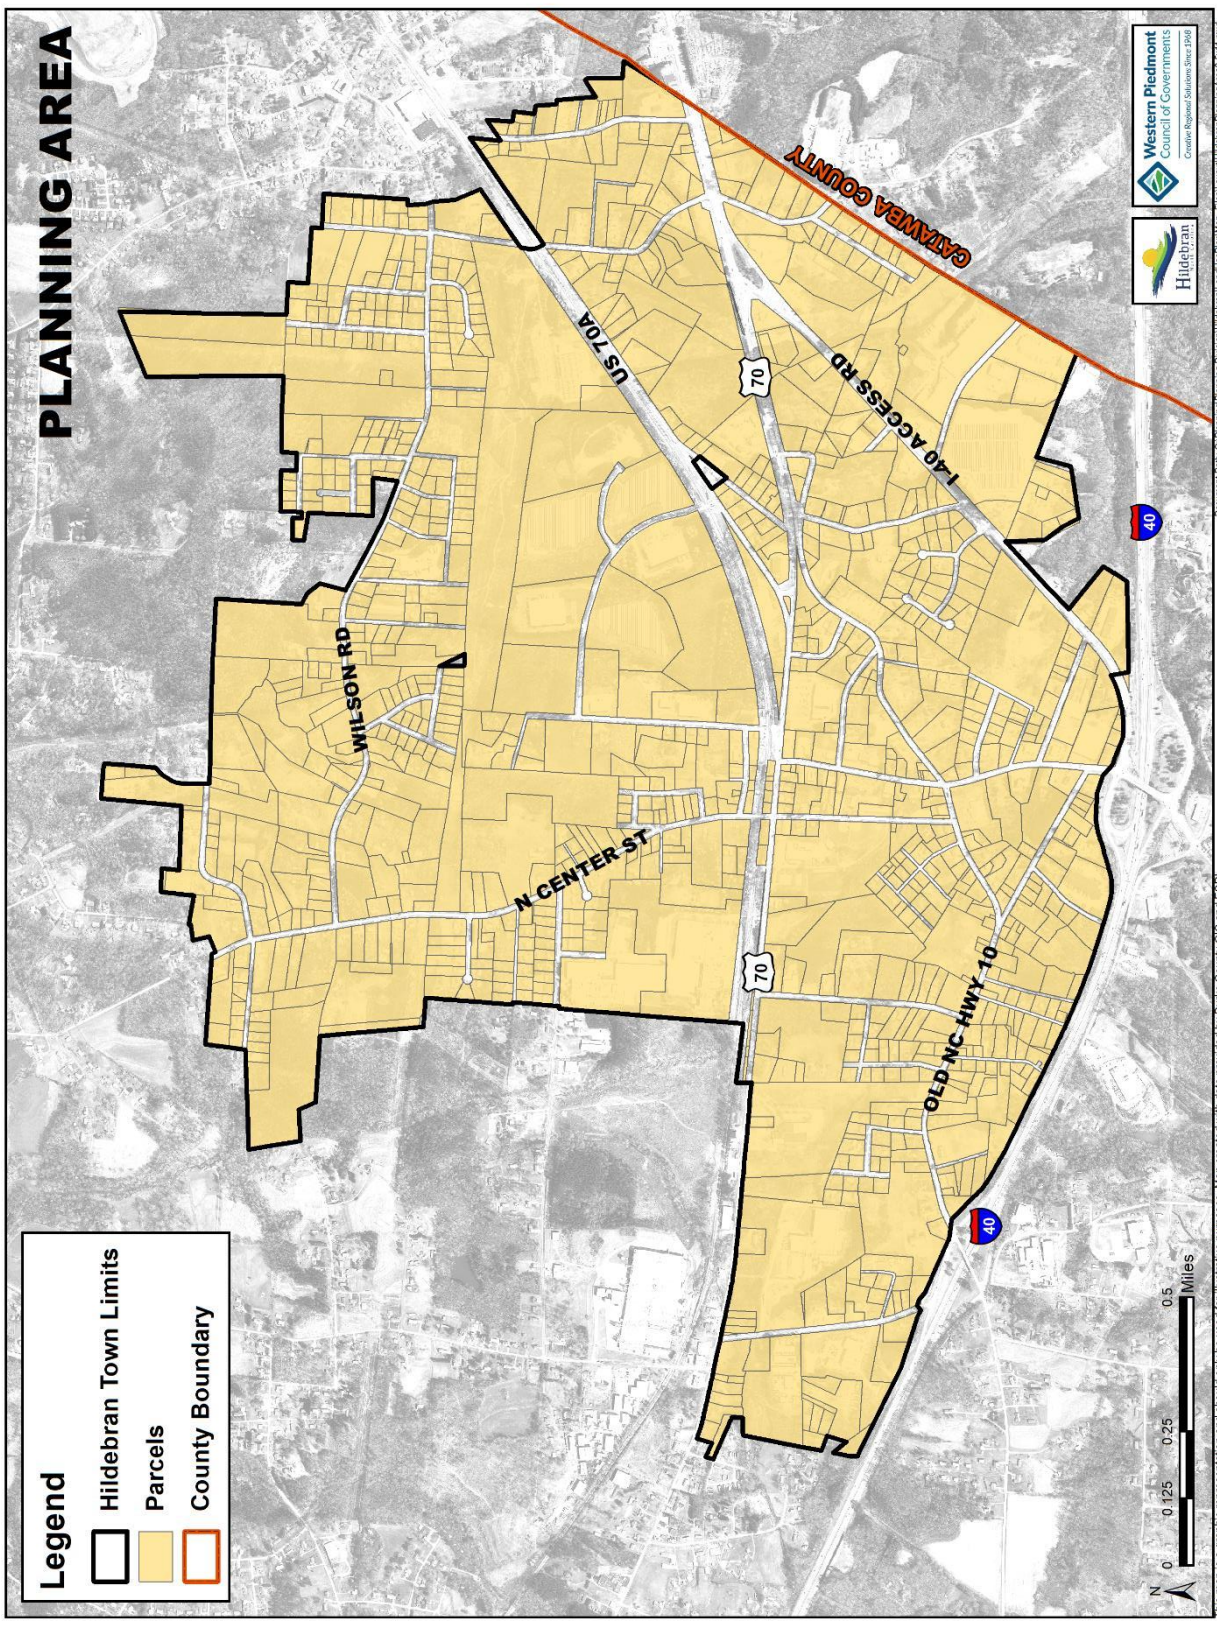 PLANNING AREA
Legend
Hildebran Town Limits
Parcels
County Boundary
WILSON RD
N CENTER ST
US 70A
70
70
I-40 ACCESS RD
OLD NC HWY 10
CATAWBA COUNTY
40
40
N
0 0.125 0.25 0.5
Miles
Hildebran
Western Piedmont
Council of Governments
Creative Regional Solutions Since 1968